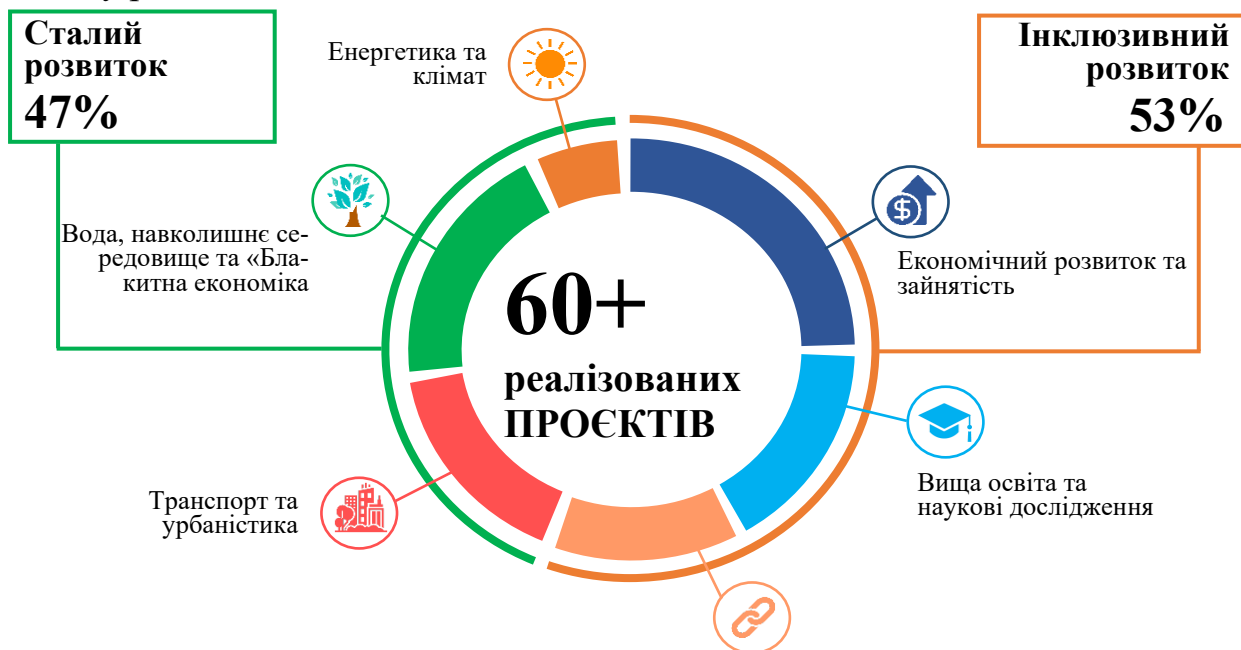 Сталий
розвиток
47%
Інклюзивний
розвиток
53%
Енергетика та
клімат
Вода, навколишнє се-
редовище та «Бла-
китна економіка
Економічний розвиток та
зайнятість
60+
реалізованих
ПРОЄКТІВ
Вища освіта та
наукові дослідження
Транспорт та
урбаністика